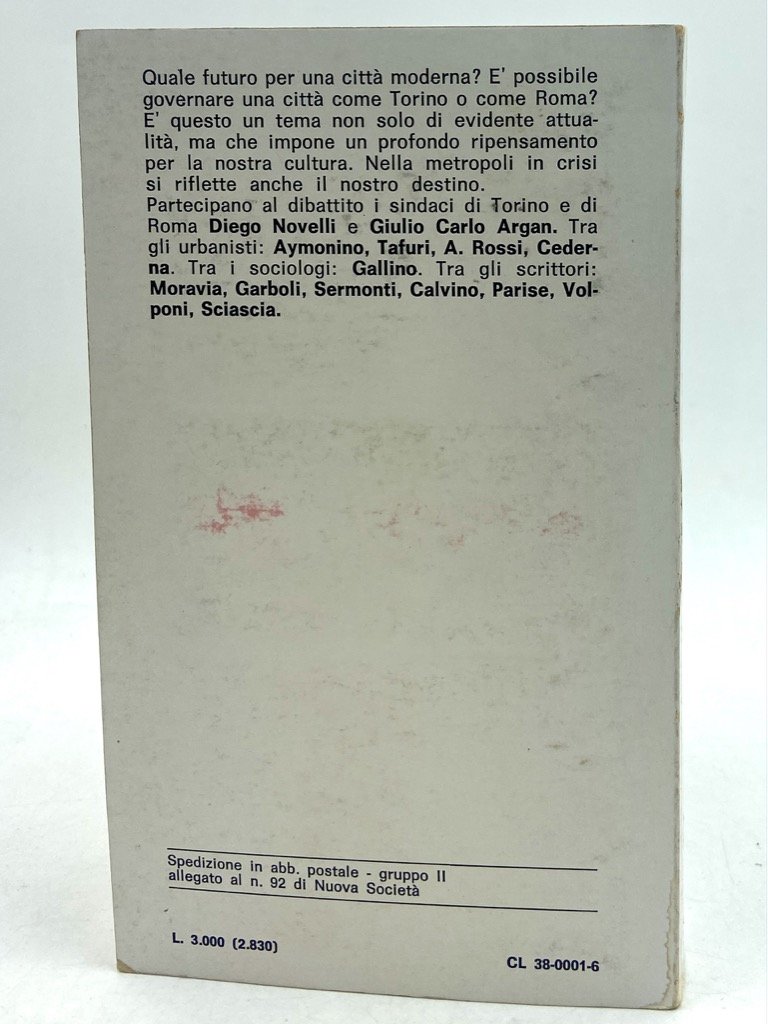 Quale futuro per una città moderna? E' possibile
governare una città come Torino o come Roma?
E' questo un tema non solo di evidente attua-
lità, ma che impone un profondo ripensamento
per la nostra cultura. Nella metropoli in crisi
si riflette anche il nostro destino.
Partecipano al dibattito i sindaci di Torino e di
Roma Diego Novelli e Giulio Carlo Argan. Tra
gli urbanisti: Aymonino, Tafuri, A. Rossi, Ceder-
na. Tra i sociologi: Gallino. Tra gli scrittori:
Moravia, Garboli, Sermonti, Calvino, Parise, Vol-
poni, Sciascia.
Spedizione in abb. postale - gruppo II
allegato al n. 92 di Nuova Società
L. 3.000 (2.830)
CL 38-0001-6